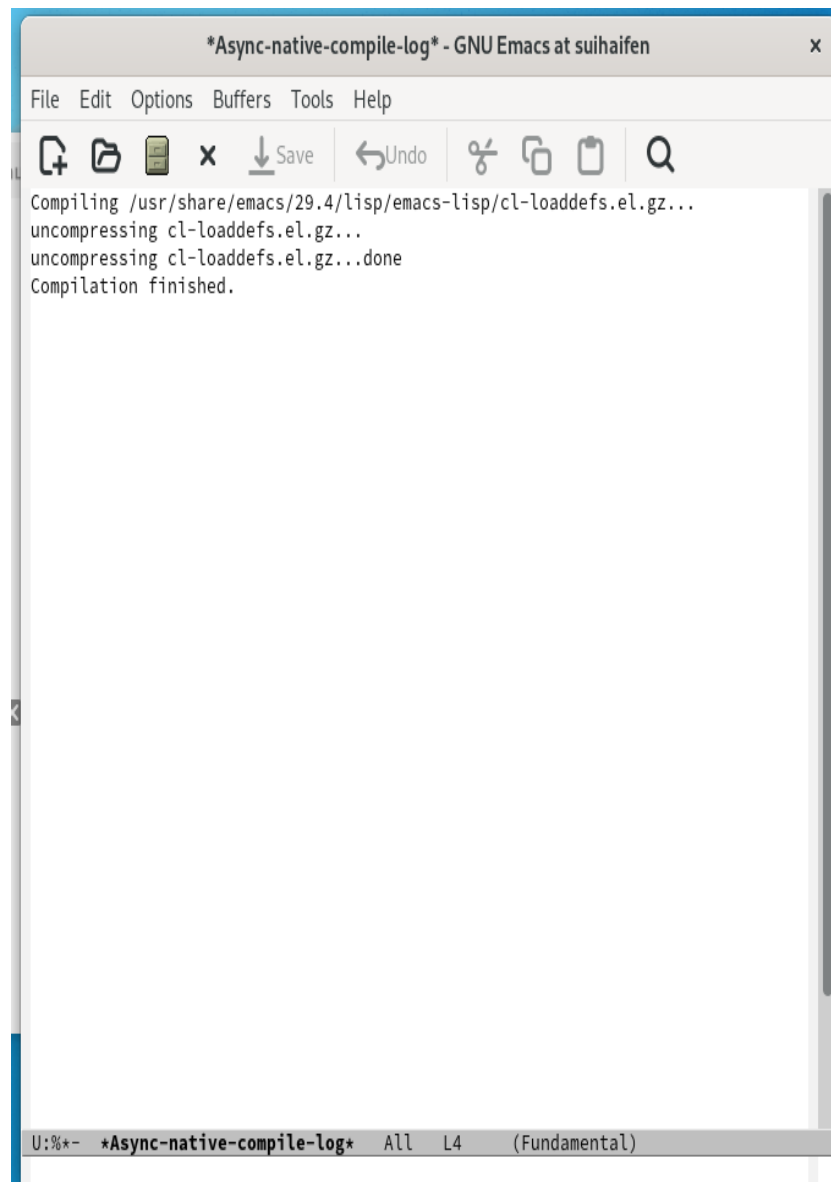 *Async-native-compile-log* - GNU Emacs at suihaifen
File Edit Options Buffers Tools Help
Save Undo
Compiling /usr/share/emacs/29.4/lisp/emacs-lisp/cl-loaddefs.el.gz...
uncompressing cl-loaddefs.el.gz...
uncompressing cl-loaddefs.el.gz...done
Compilation finished.
U:%*- *Async-native-compile-log* All L4 (Fundamental)